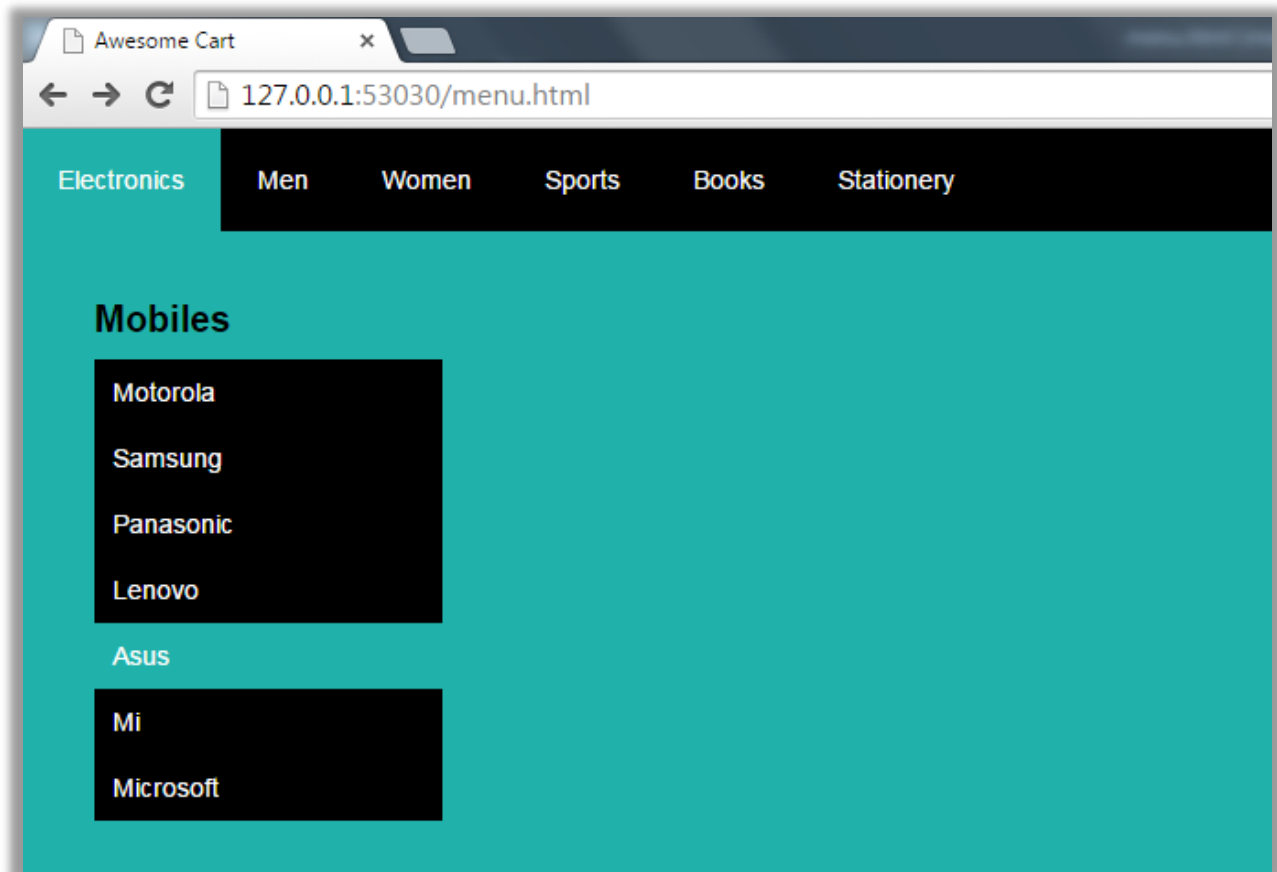 Awesome Cart
127.0.0.1:53030/menu.html
Electronics Men Women Sports Books Stationery
Mobiles
Motorola
Samsung
Panasonic
Lenovo
Asus
Mi
Microsoft